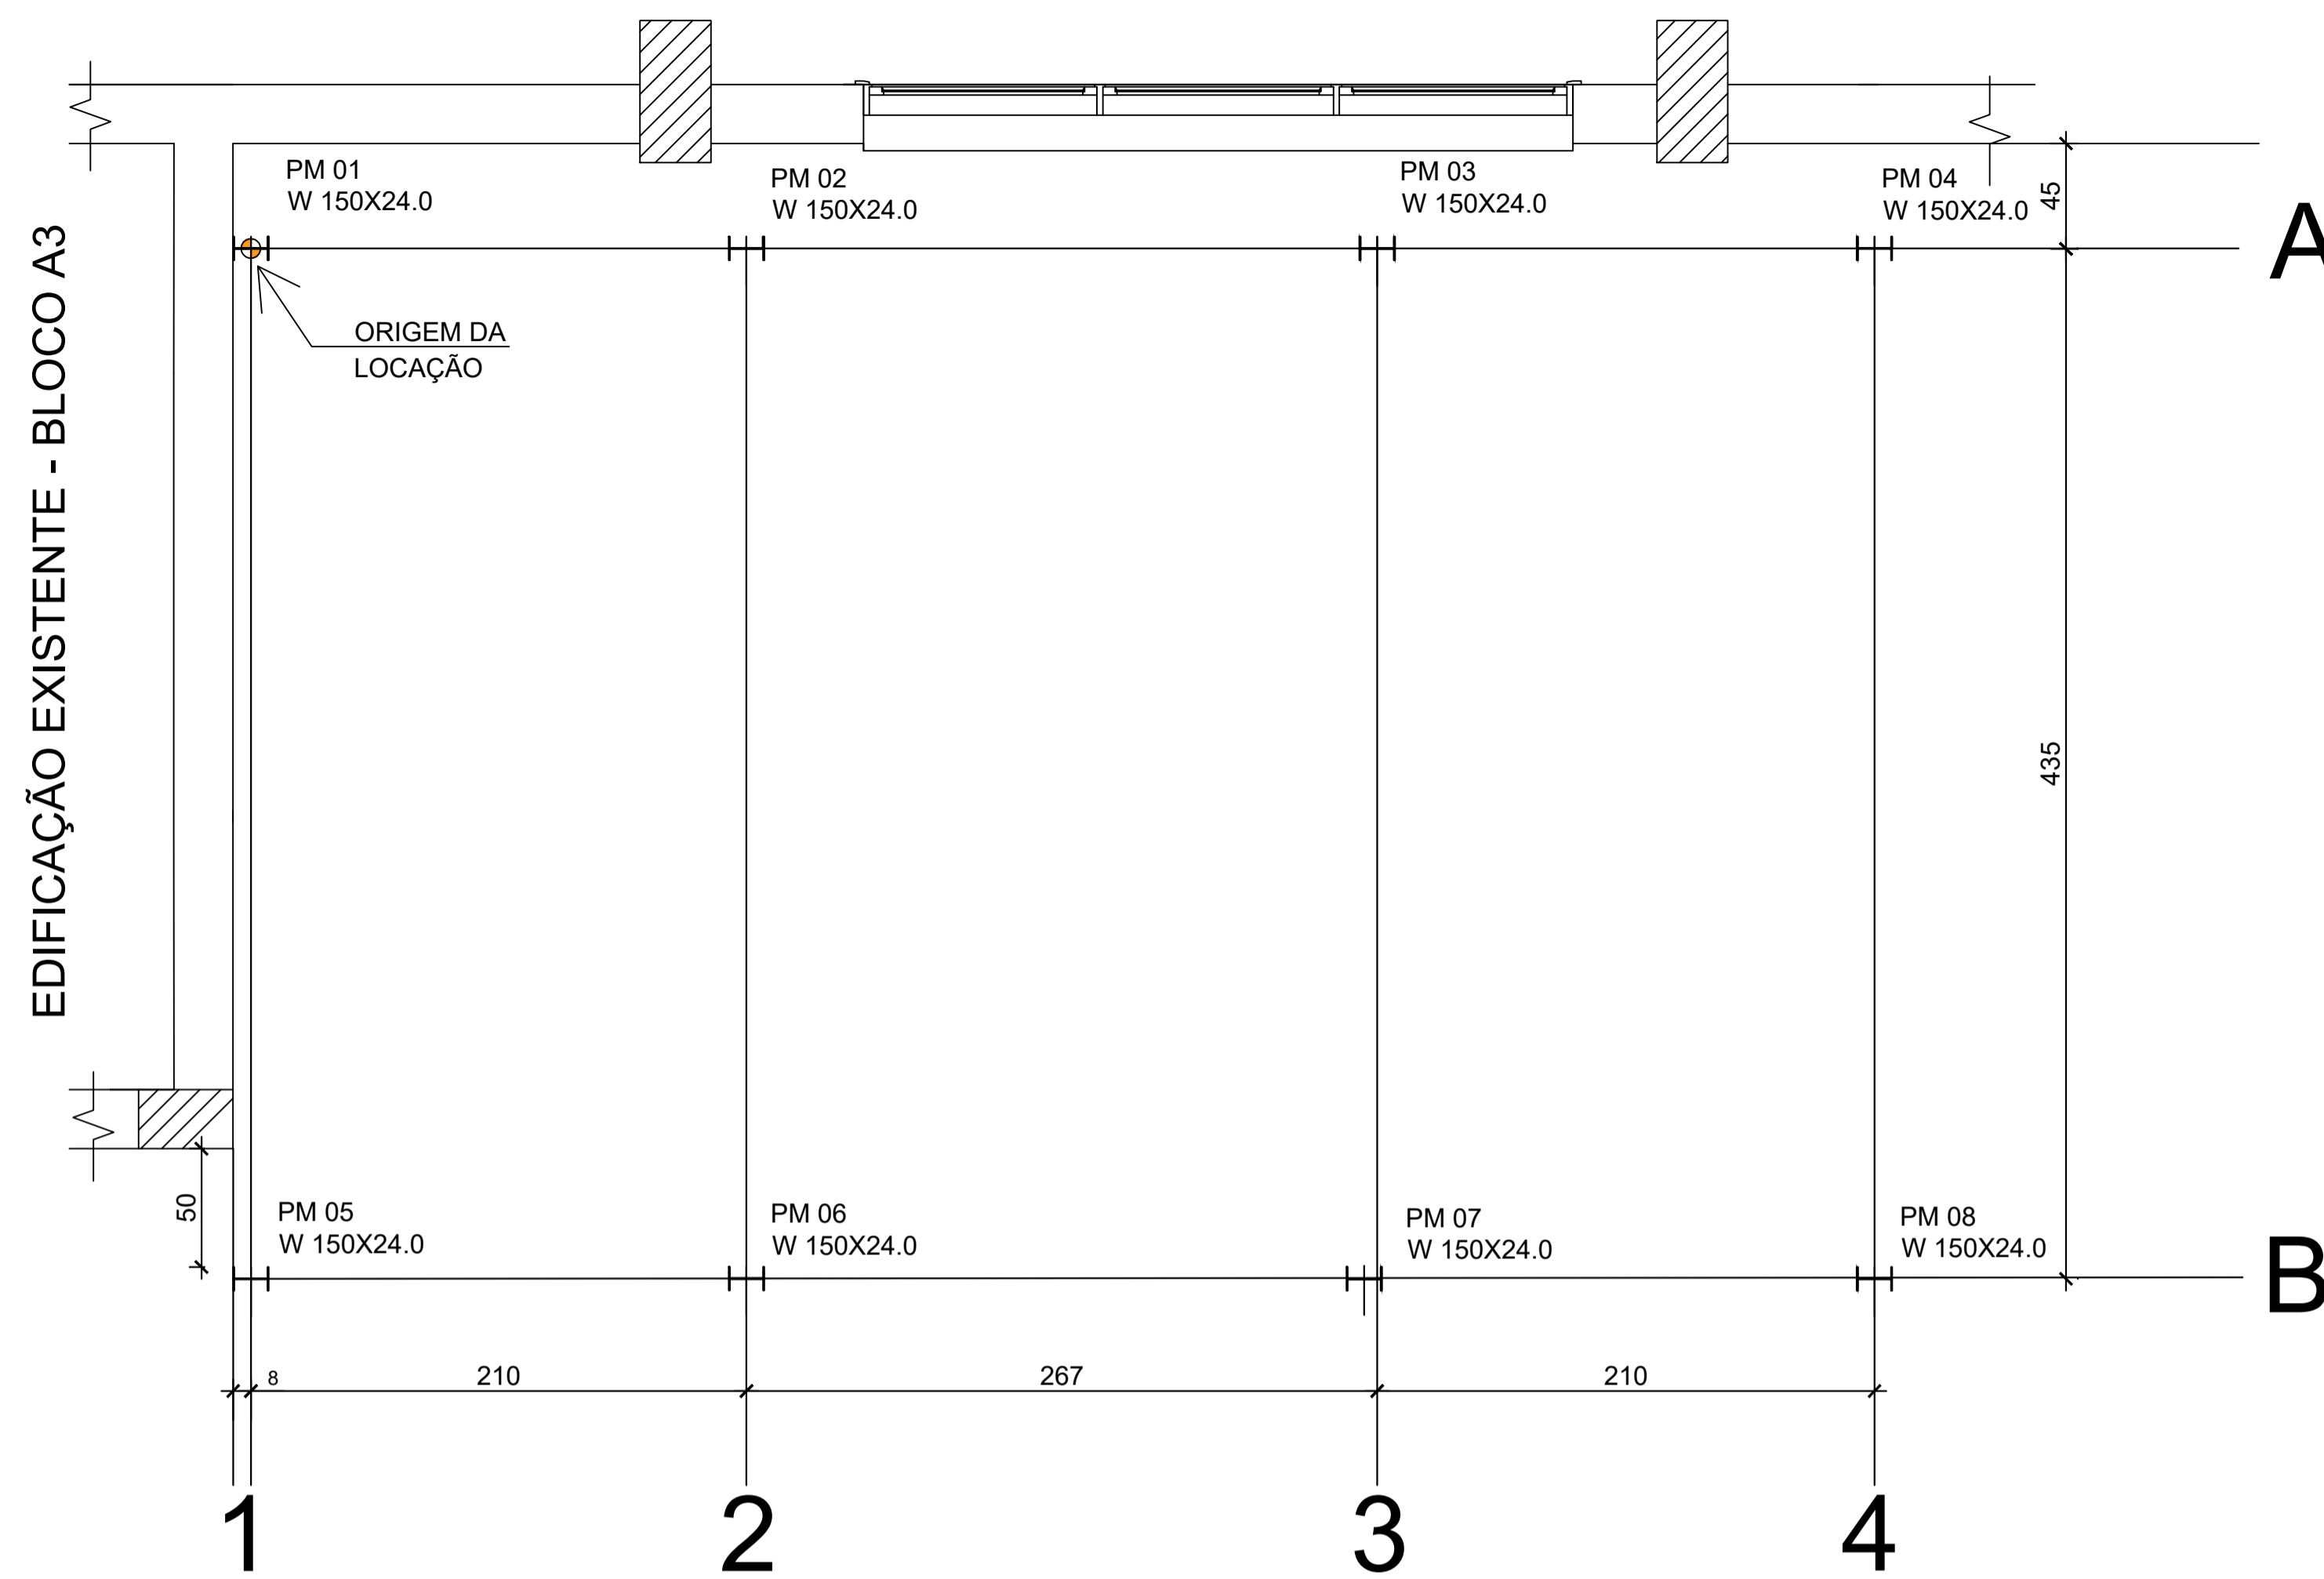 PM 01
W 150X24.0
PM 02
W 150X24.0
PM 03
W 150X24.0
PM 04
W 150X24.0
45
A
ORIGEM DA
LOCAÇÃO
EDIFICAÇÃO EXISTENTE - BLOCO A3
435
50
PM 05
W 150X24.0
PM 06
W 150X24.0
PM 07
W 150X24.0
PM 08
W 150X24.0
B
8
210
267
210
1
2
3
4